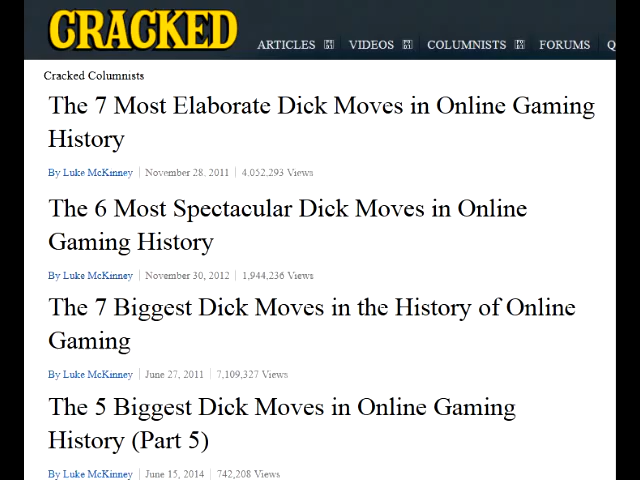 CRACKED
ARTICLES VIDEOS COLUMNISTS FORUMS Q
Cracked Columnists
The 7 Most Elaborate Dick Moves in Online Gaming
History
By Luke McKinney | November 28, 2011 | 4,052,293 Views
The 6 Most Spectacular Dick Moves in Online
Gaming History
By Luke McKinney | November 30, 2012 | 1,944,236 Views
The 7 Biggest Dick Moves in the History of Online
Gaming
By Luke McKinney | June 27, 2011 | 7,109,327 Views
The 5 Biggest Dick Moves in Online Gaming
History (Part 5)
By Luke McKinney | June 15, 2014 | 742,208 Views